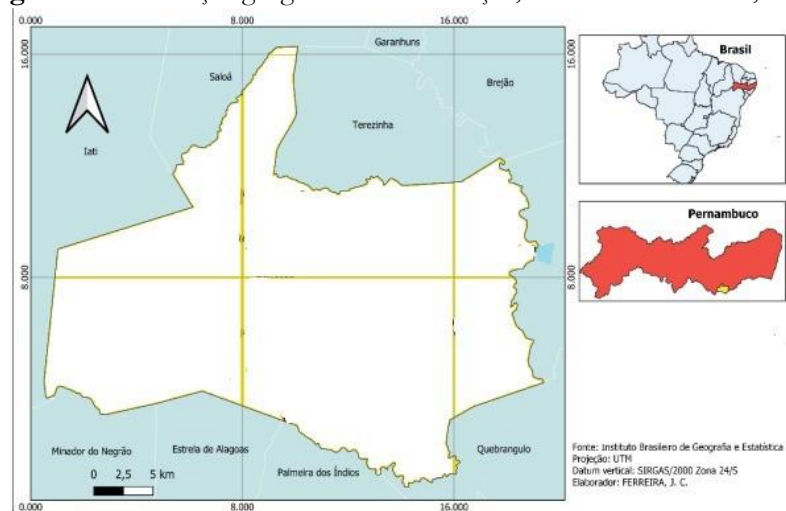 0.000 8.000 16.000
16.000 16.000
Garanhuns
Saloá
Brejão
Terezinha
Iati
8.000 8.000
Minador do Negrão
Estrela de Alagoas
Palmeira dos Índios
Quebrangulo
0 2,5 5 km
0.000 8.000 16.000
Brasil
Pernambuco
Fonte: Instituto Brasileiro de Geografia e Estatística
Projeção: UTM
Datum vertical: SIRGAS/2000 Zona 24/S
Elaborador: FERREIRA, J. C.